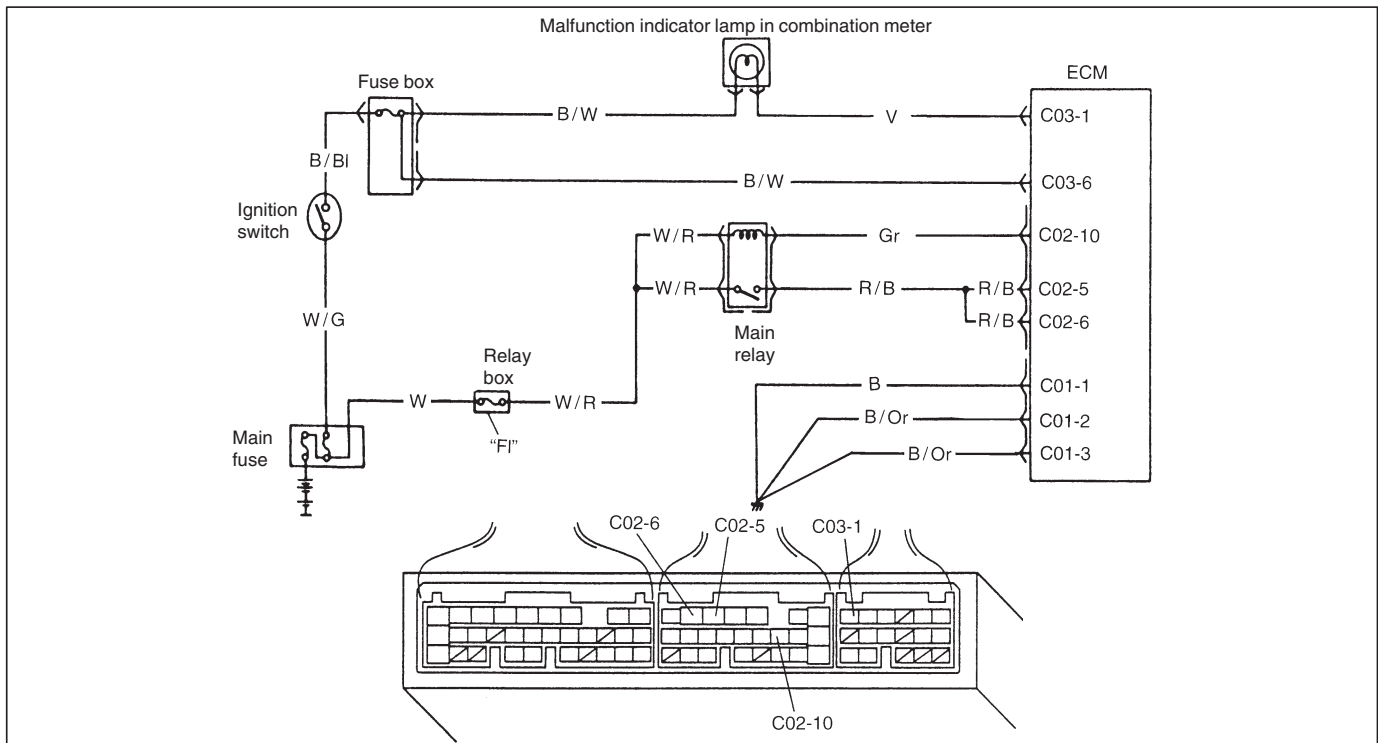 Malfunction indicator lamp in combination meter
Fuse box
ECM
B/W
V
C03-1
B/Bl
B/W
C03-6
Ignition
switch
W/R
Gr
C02-10
W/R
R/B
R/B
C02-5
W/G
R/B
C02-6
Main
relay
Relay
box
B
C01-1
W
W/R
B/Or
C01-2
Main
fuse
"FI"
B/Or
C01-3
C02-6
C02-5
C03-1
C02-10